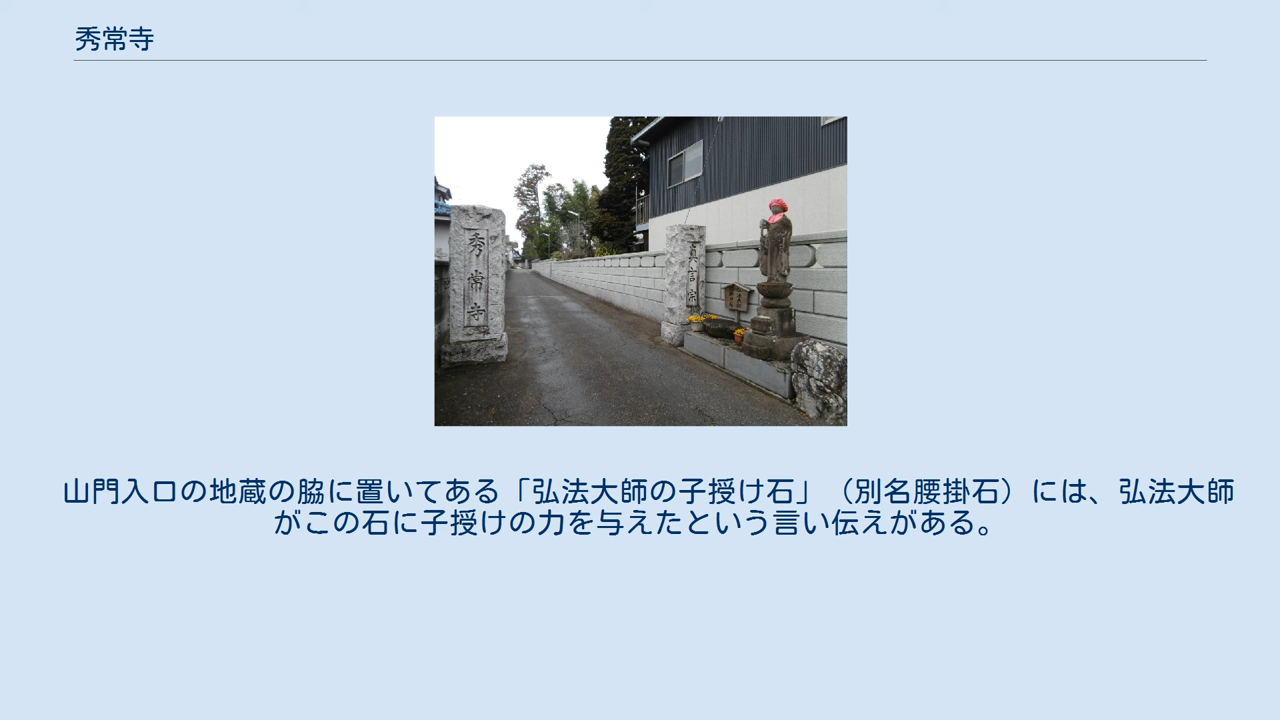 秀常寺
秀常寺
真言宗
山門入口の地蔵の脇に置いてある「弘法大師の子授け石」（別名腰掛石）には、弘法大師
がこの石に子授けの力を与えたという言い伝えがある。